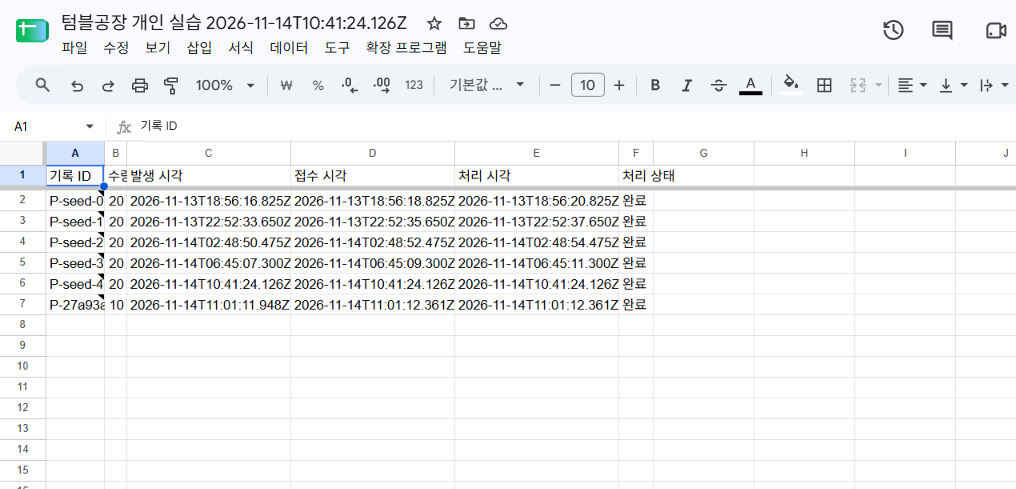 텀블공장 개인 실습 2026-11-14T10:41:24.126Z
파일 수정 보기 삽입 서식 데이터 도구 확장 프로그램 도움말
100% ₩ % .0 .00 123 기본값 ... 10 B I A
A1 fx 기록 ID
A B C D E F G H I J
1 기록 ID 수량 발생 시각 접수 시각 처리 시각 처리 상태
2 P-seed-0 20 2026-11-13T18:56:16.825Z 2026-11-13T18:56:18.825Z 2026-11-13T18:56:20.825Z 완료
3 P-seed-1 20 2026-11-13T22:52:33.650Z 2026-11-13T22:52:35.650Z 2026-11-13T22:52:37.650Z 완료
4 P-seed-2 20 2026-11-14T02:48:50.475Z 2026-11-14T02:48:52.475Z 2026-11-14T02:48:54.475Z 완료
5 P-seed-3 20 2026-11-14T06:45:07.300Z 2026-11-14T06:45:09.300Z 2026-11-14T06:45:11.300Z 완료
6 P-seed-4 20 2026-11-14T10:41:24.126Z 2026-11-14T10:41:24.126Z 2026-11-14T10:41:24.126Z 완료
7 P-27a93a 10 2026-11-14T11:01:11.948Z 2026-11-14T11:01:12.361Z 2026-11-14T11:01:12.361Z 완료
8
9
10
11
12
13
14
15
16